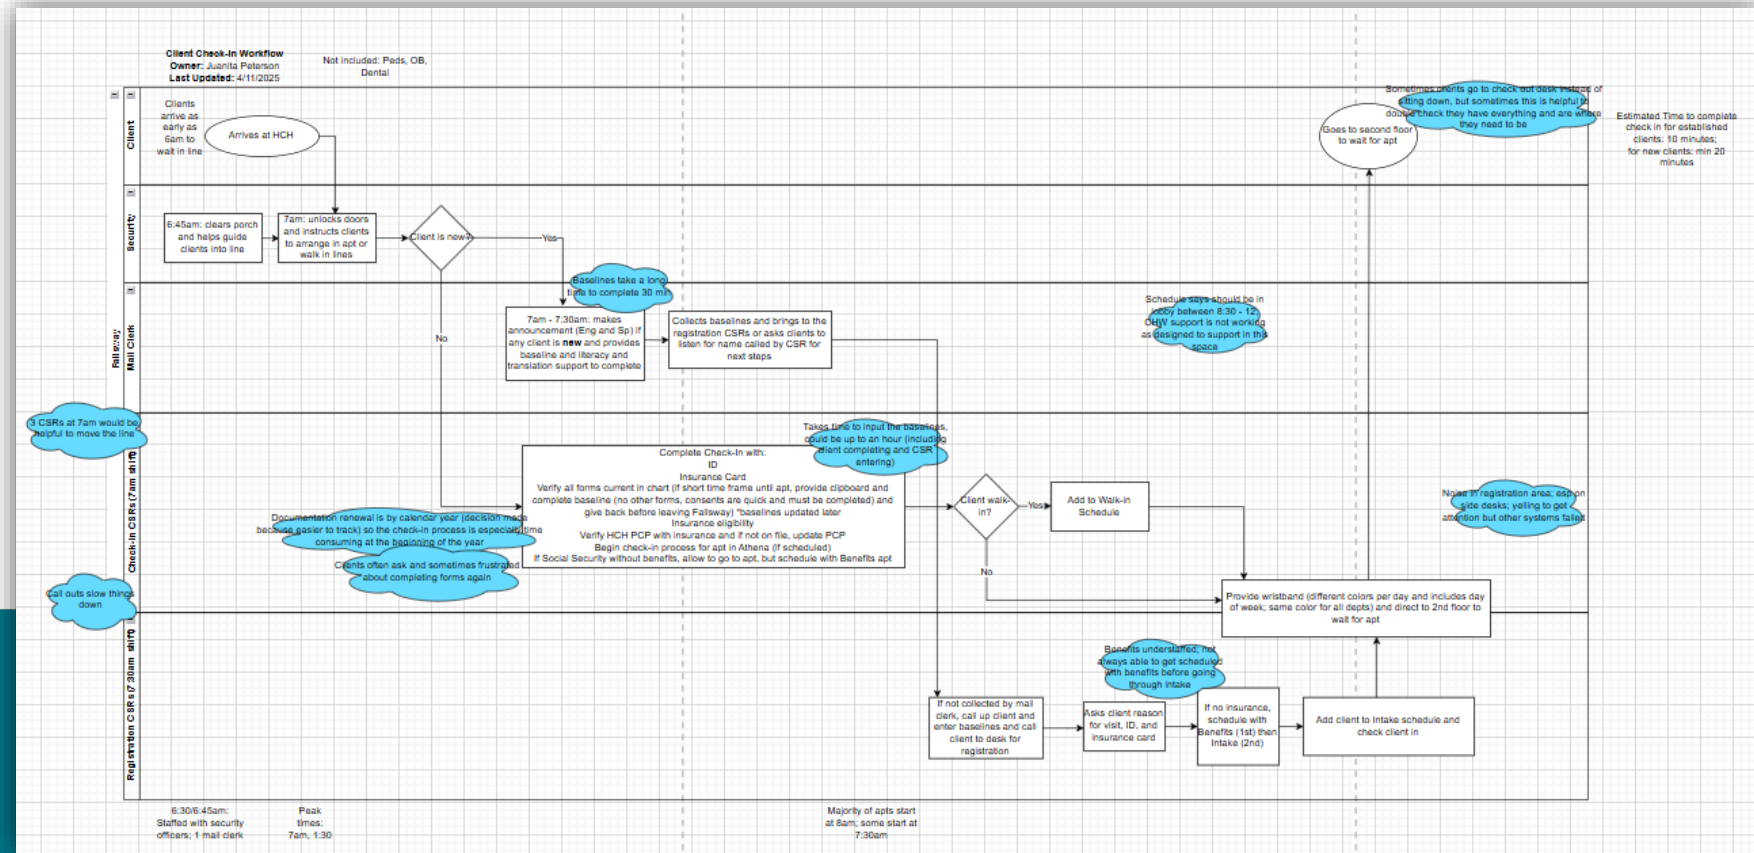 Client Check-In Workflow
Owner: Juanita Peterson
Last Updated: 4/11/2025
Not included: Peds, OB,
Dental
Fallsway
Client
Clients
arrive as
early as
6am to
wait in line
Arrives at HCH
Goes to second floor
to wait for apt
Sometimes clients go to check out desk instead of
sitting down, but sometimes this is helpful to
double check they have everything and are where
they need to be
Estimated Time to complete
check in for established
clients: 10 minutes;
for new clients: min 20
minutes
Security
6:45am: clears porch
and helps guide
clients into line
7am: unlocks doors
and instructs clients
to arrange in apt or
walk in lines
Client is new?
Yes
No
Mail Clerk
Baselines take a long
time to complete 30 min
7am - 7:30am: makes
announcement (Eng and Sp) if
any client is new and provides
baseline and literacy and
translation support to complete
Collects baselines and brings to the
registration CSRs or asks clients to
listen for name called by CSR for
next steps
Schedule says should be in
lobby between 8:30 - 12,
CHW support is not working
as designed to support in this
space
Check-in CSRs (7am shift)
3 CSRs at 7am would be
helpful to move the line
Takes time to input the baselines,
could be up to an hour (including
client completing and CSR
entering)
Complete Check-In with:
ID
Insurance Card
Verify all forms current in chart (if short time frame until apt, provide clipboard and
complete baseline (no other forms, consents are quick and must be completed) and
give back before leaving Fallsway) *baselines updated later
Insurance eligibility
Verify HCH PCP with insurance and if not on file, update PCP
Begin check-in process for apt in Athena (if scheduled)
If Social Security without benefits, allow to go to apt, but schedule with Benefits apt
Documentation renewal is by calendar year (decision made
because easier to track) so the check-in process is especially time
consuming at the beginning of the year
Clients often ask and sometimes frustrated
about completing forms again
Call outs slow things
down
Client walk-
in?
Yes
No
Add to Walk-in
Schedule
Noise in registration area, esp on
side desks; yelling to get
attention but other systems failed
Provide wristband (different colors per day and includes day
of week; same color for all depts) and direct to 2nd floor to
wait for apt
Registration CSRs (7:30am shift)
Benefits understaffed, not
always able to get scheduled
with benefits before going
through intake
If not collected by mail
clerk, call up client and
enter baselines and call
client to desk for
registration
Asks client reason
for visit, ID, and
insurance card
If no insurance,
schedule with
Benefits (1st) then
Intake (2nd)
Add client to Intake schedule and
check client in
6:30/6:45am:
Staffed with security
officers; 1 mail clerk
Peak
times:
7am, 1:30
Majority of apts start
at 8am; some start at
7:30am